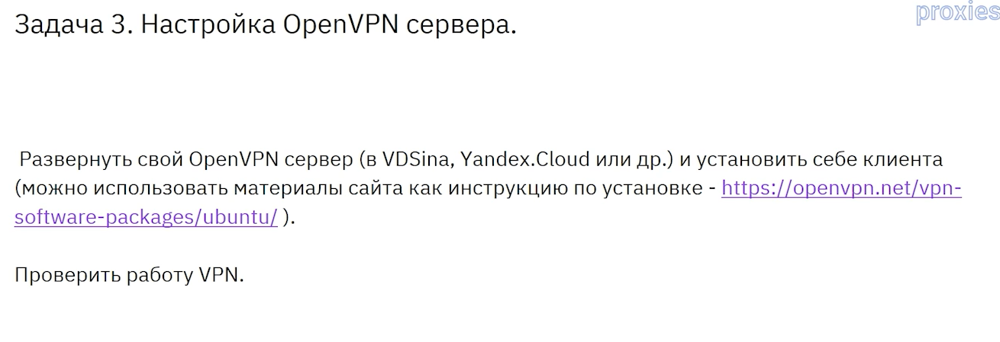 proxies
Задача 3. Настройка OpenVPN сервера.
Развернуть свой OpenVPN сервер (в VDSina, Yandex.Cloud или др.) и установить себе клиента
(можно использовать материалы сайта как инструкцию по установке - https://openvpn.net/vpn-
software-packages/ubuntu/ ).
Проверить работу VPN.